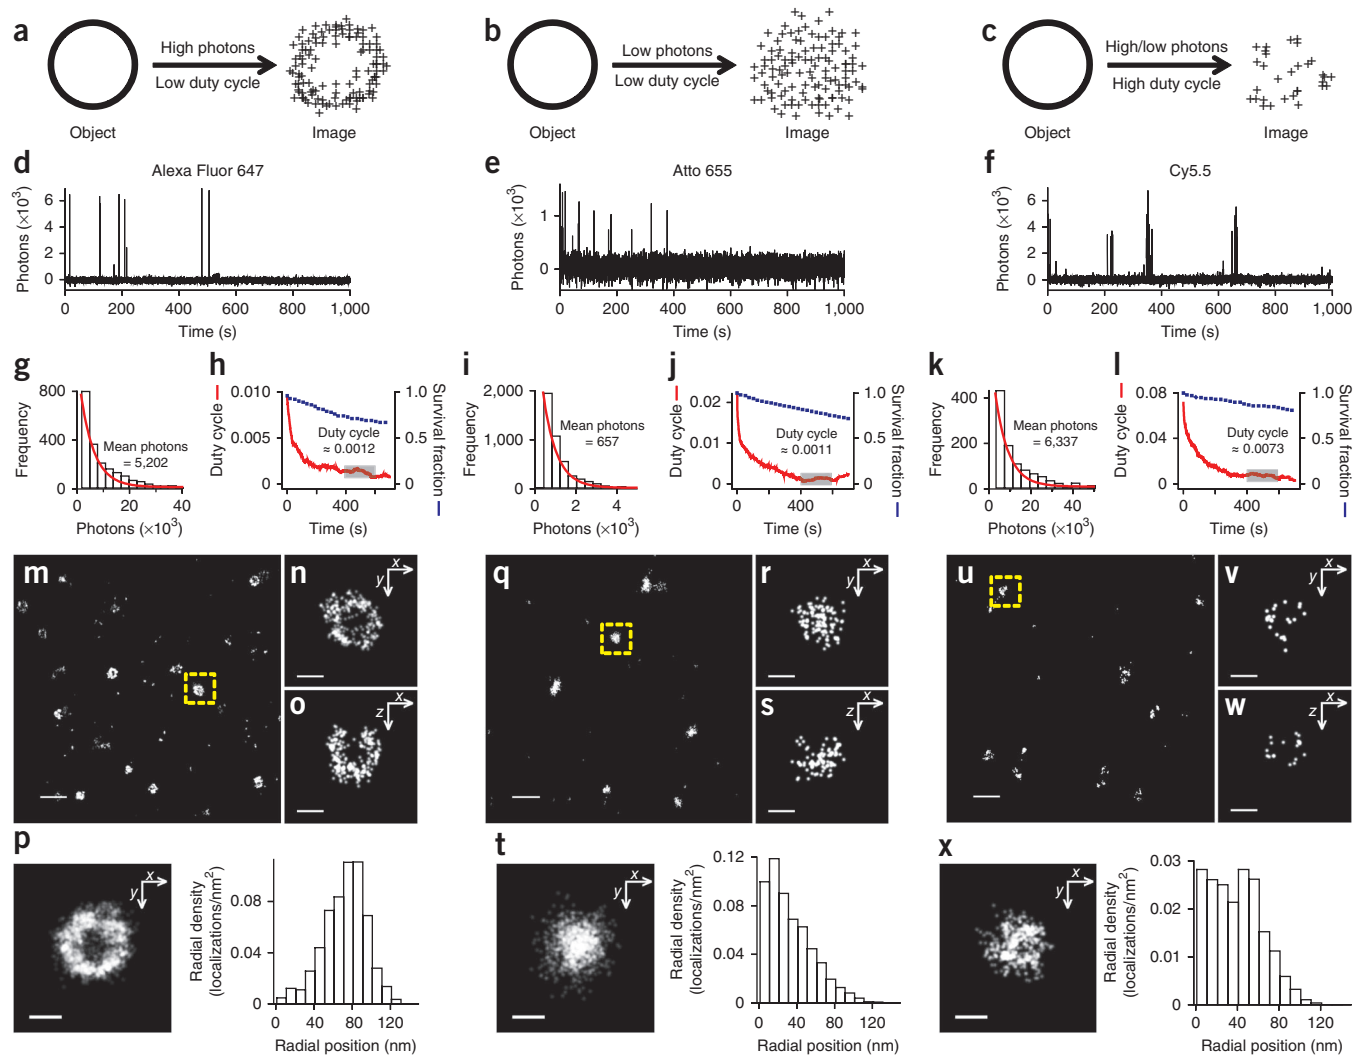 a
High photons
Low duty cycle
Object
Image
b
Low photons
Low duty cycle
Object
Image
c
High/low photons
High duty cycle
Object
Image
d
Alexa Fluor 647
Photons (×10³)
6
4
2
0
0 200 400 600 800 1,000
Time (s)
e
Atto 655
Photons (×10³)
1
0
0 200 400 600 800 1,000
Time (s)
f
Cy5.5
Photons (×10³)
6
4
2
0
0 200 400 600 800 1,000
Time (s)
g
Frequency
800
400
0
Mean photons
= 5,202
0 20 40
Photons (×10³)
h
Duty cycle
0.010
0.005
0
Duty cycle
≈ 0.0012
1.0
0.5
0
Survival fraction
0 400
Time (s)
i
Frequency
2,000
1,000
0
Mean photons
= 657
0 2 4
Photons (×10³)
j
Duty cycle
0.02
0.01
0
Duty cycle
≈ 0.0011
1.0
0.5
0
Survival fraction
0 400
Time (s)
k
Frequency
400
200
0
Mean photons
= 6,337
0 20 40
Photons (×10³)
l
Duty cycle
0.08
0.04
0
Duty cycle
≈ 0.0073
1.0
0.5
0
Survival fraction
0 400
Time (s)
m
n
x
y
o
x
z
q
r
x
y
s
x
z
u
v
x
y
w
x
z
p
x
y
Radial density
(localizations/nm²)
0.08
0.04
0
0 40 80 120
Radial position (nm)
t
x
y
Radial density
(localizations/nm²)
0.12
0.08
0.04
0
0 40 80 120
Radial position (nm)
x
x
y
Radial density
(localizations/nm²)
0.03
0.02
0.01
0
0 40 80 120
Radial position (nm)